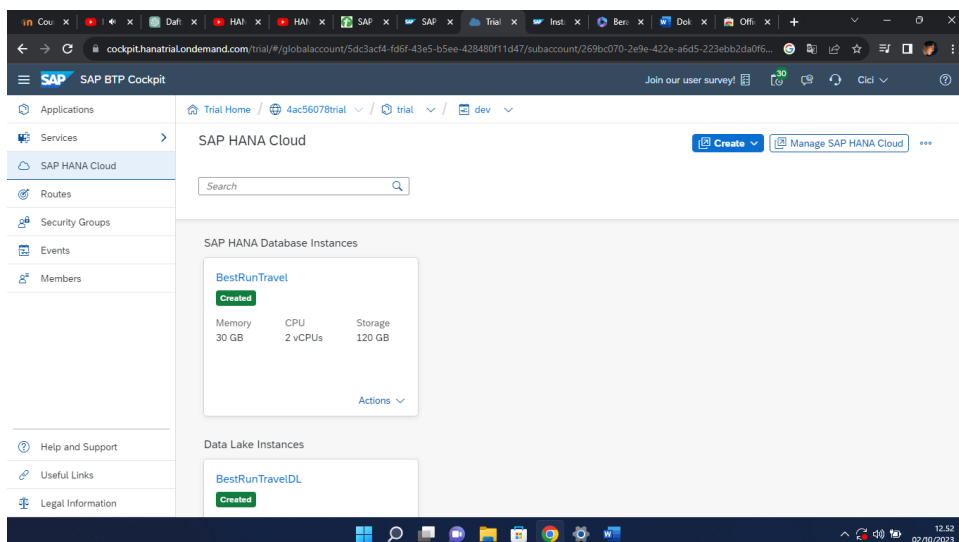 Cour
HAN
HAN
SAP
SAP
Trial
Inst
Bera
Dok
Offic
cockpit.hanatrial.ondemand.com/trial/#/globalaccount/5dc3acf4-fd6f-43e5-b5ee-428480f11d47/subaccount/269bc070-2e9e-422e-a6d5-223ebb2da0f6...
SAP SAP BTP Cockpit
Join our user survey!
30
Cici
Applications
Services
SAP HANA Cloud
Routes
Security Groups
Events
Members
Help and Support
Useful Links
Legal Information
Trial Home / 4ac56078trial / trial / dev
SAP HANA Cloud
Create
Manage SAP HANA Cloud
Search
SAP HANA Database Instances
BestRunTravel
Created
Memory CPU Storage
30 GB 2 vCPUs 120 GB
Actions
Data Lake Instances
BestRunTravelDL
Created
12.52
02/10/2023